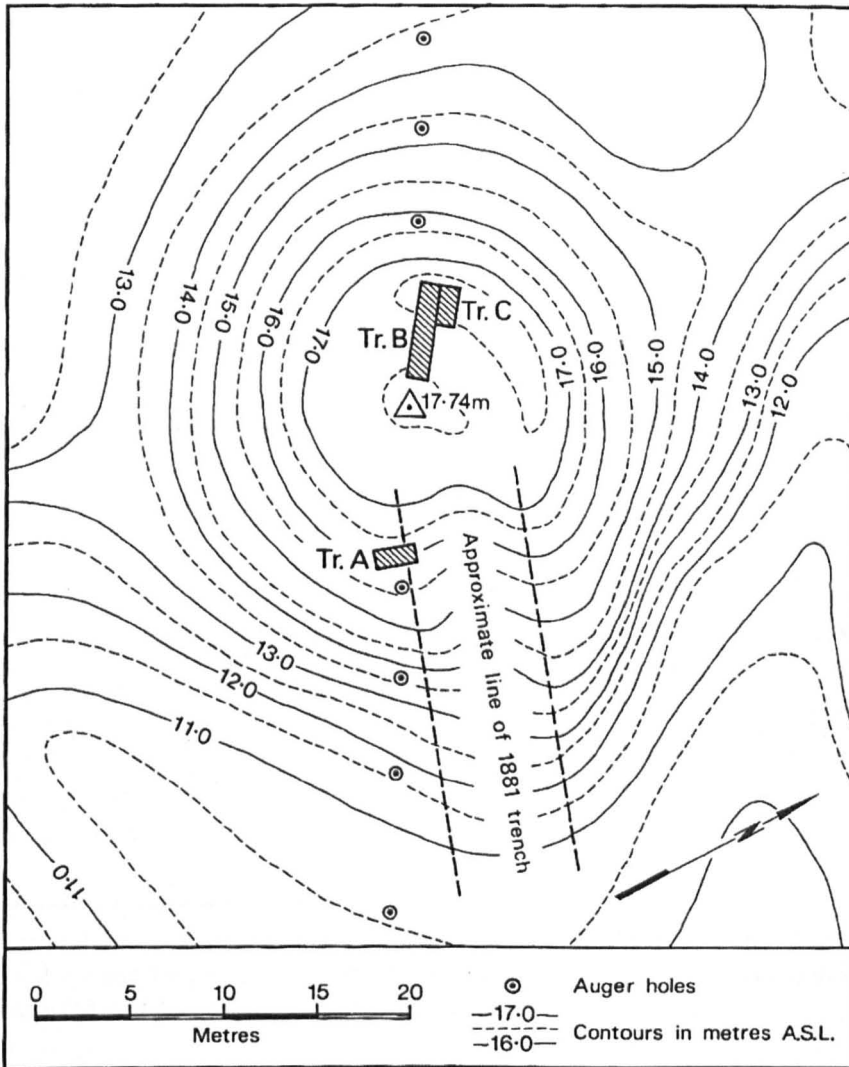 13·0
14·0
15·0
16·0
17·0
Tr. B
Tr. C
17·74m
17·0
16·0
15·0
14·0
13·0
12·0
Tr. A
Approximate line of 1881 trench
13·0
12·0
11·0
11·0
N
0 5 10 15 20
Metres
Auger holes
17·0
16·0
Contours in metres A.S.L.